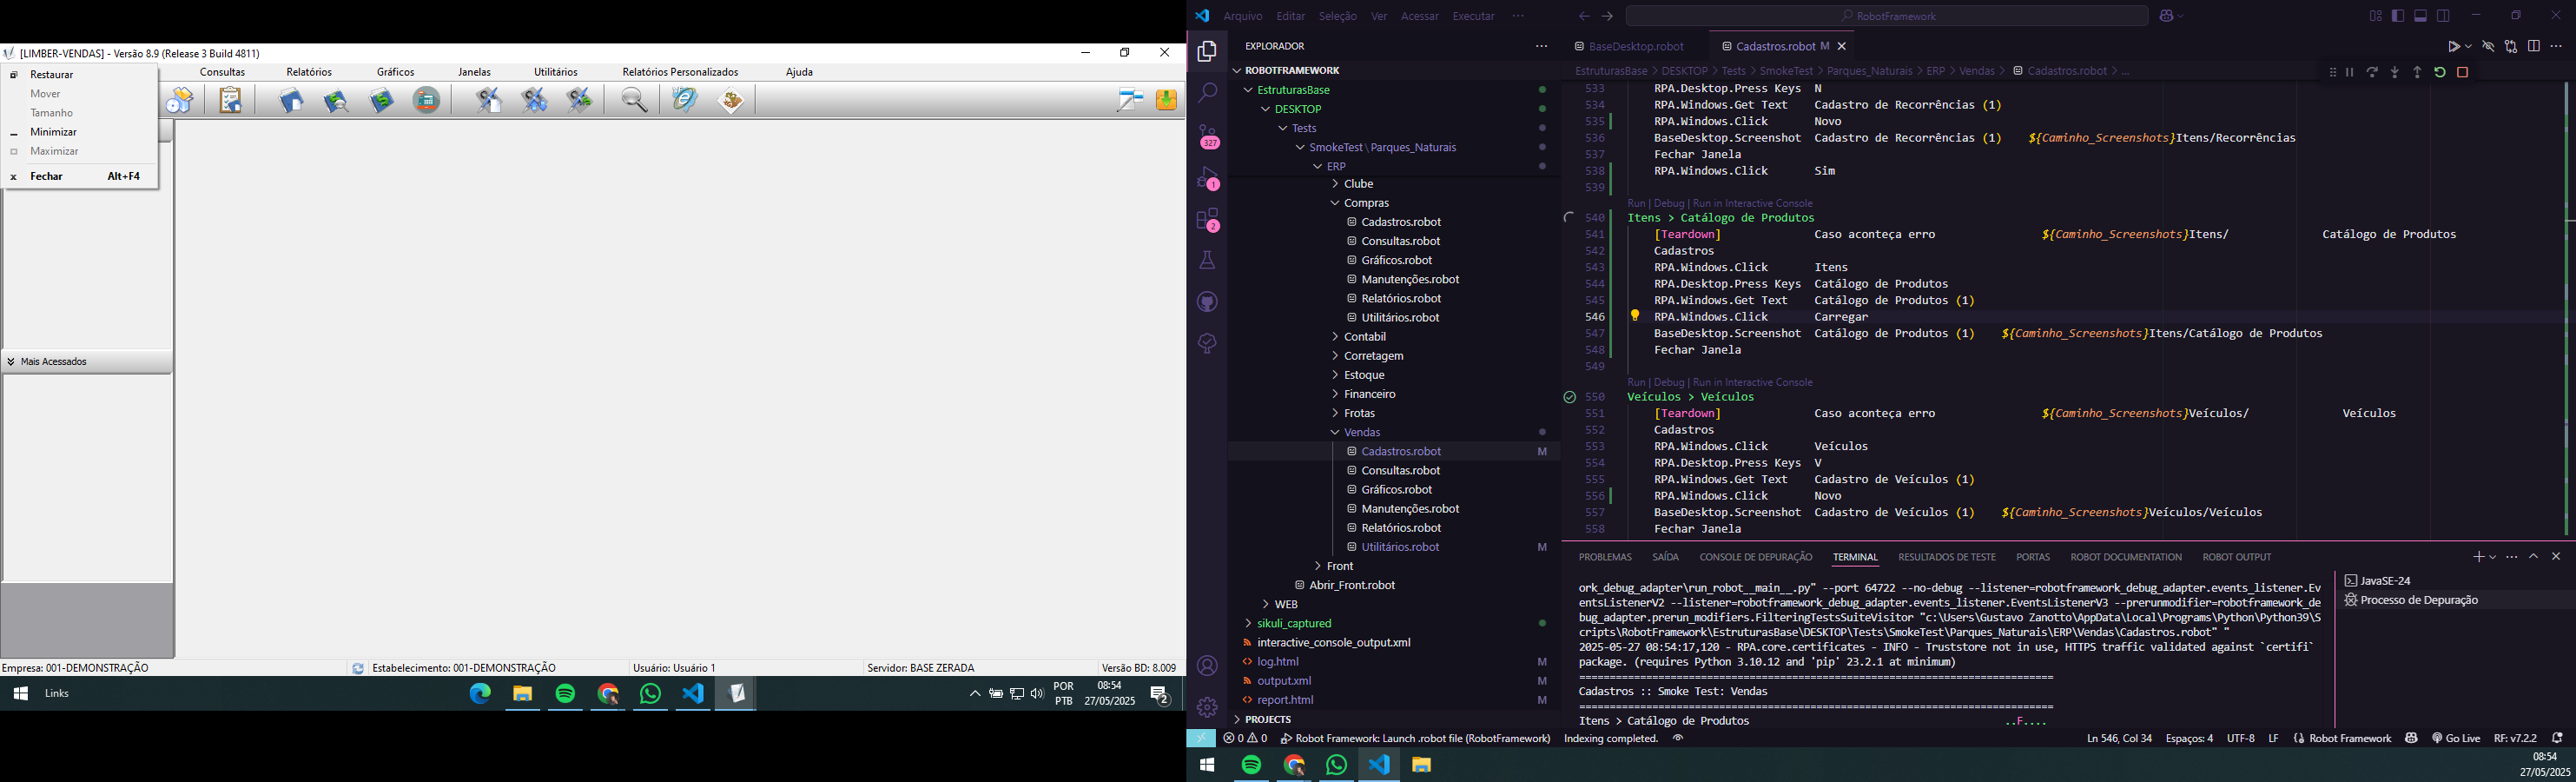 [LIMBER-VENDAS] - Versão 8.9 (Release 3 Build 4811)
Restaurar
Mover
Tamanho
Minimizar
Maximizar
Fechar Alt+F4
Consultas Relatórios Gráficos Janelas Utilitários Relatórios Personalizados Ajuda
Mais Acessados
Empresa: 001-DEMONSTRAÇÃO Estabelecimento: 001-DEMONSTRAÇÃO Usuário: Usuário 1 Servidor: BASE ZERADA Versão BD: 8.009
Links
POR
PTB
08:54
27/05/2025
2
Arquivo Editar Seleção Ver Acessar Executar ···
RobotFramework
EXPLORADOR
ROBOTFRAMEWORK
EstruturasBase
DESKTOP
Tests
SmokeTest\Parques_Naturais
ERP
Clube
Compras
Cadastros.robot
Consultas.robot
Gráficos.robot
Manutenções.robot
Relatórios.robot
Utilitários.robot
Contabil
Corretagem
Estoque
Financeiro
Frotas
Vendas
Cadastros.robot M
Consultas.robot
Gráficos.robot
Manutenções.robot
Relatórios.robot
Utilitários.robot M
Front
Abrir_Front.robot
WEB
sikuli_captured
interactive_console_output.xml
log.html M
output.xml M
report.html M
PROJECTS
327
1
2
BaseDesktop.robot Cadastros.robot M
EstruturasBase > DESKTOP > Tests > SmokeTest > Parques_Naturais > ERP > Vendas > Cadastros.robot > ...
533 RPA.Desktop.Press Keys N
534 RPA.Windows.Get Text Cadastro de Recorrências (1)
535 RPA.Windows.Click Novo
536 BaseDesktop.Screenshot Cadastro de Recorrências (1) ${Caminho_Screenshots}Itens/Recorrências
537 Fechar Janela
538 RPA.Windows.Click Sim
539
Run | Debug | Run in Interactive Console
540 Itens > Catálogo de Produtos
541 [Teardown] Caso aconteça erro ${Caminho_Screenshots}Itens/ Catálogo de Produtos
542 Cadastros
543 RPA.Windows.Click Itens
544 RPA.Desktop.Press Keys Catálogo de Produtos
545 RPA.Windows.Get Text Catálogo de Produtos (1)
546 RPA.Windows.Click Carregar
547 BaseDesktop.Screenshot Catálogo de Produtos (1) ${Caminho_Screenshots}Itens/Catálogo de Produtos
548 Fechar Janela
549
Run | Debug | Run in Interactive Console
550 Veículos > Veículos
551 [Teardown] Caso aconteça erro ${Caminho_Screenshots}Veículos/ Veículos
552 Cadastros
553 RPA.Windows.Click Veículos
554 RPA.Desktop.Press Keys V
555 RPA.Windows.Get Text Cadastro de Veículos (1)
556 RPA.Windows.Click Novo
557 BaseDesktop.Screenshot Cadastro de Veículos (1) ${Caminho_Screenshots}Veículos/Veículos
558 Fechar Janela
PROBLEMAS SAÍDA CONSOLE DE DEPURAÇÃO TERMINAL RESULTADOS DE TESTE PORTAS ROBOT DOCUMENTATION ROBOT OUTPUT
ork_debug_adapter\run_robot__main__.py" --port 64722 --no-debug --listener=robotframework_debug_adapter.events_listener.Ev
entsListenerV2 --listener=robotframework_debug_adapter.events_listener.EventsListenerV3 --prerunmodifier=robotframework_de
bug_adapter.prerun_modifiers.FilteringTestsSuiteVisitor "c:\Users\Gustavo Zanotto\AppData\Local\Programs\Python\Python39\S
cripts\RobotFramework\EstruturasBase\DESKTOP\Tests\SmokeTest\Parques_Naturais\ERP\Vendas\Cadastros.robot" "
2025-05-27 08:54:17,120 - RPA.core.certificates - INFO - Truststore not in use, HTTPS traffic validated against `certifi`
package. (requires Python 3.10.12 and 'pip' 23.2.1 at minimum)
==============================================================================
Cadastros :: Smoke Test: Vendas
==============================================================================
Itens > Catálogo de Produtos ..F....
JavaSE-24
Processo de Depuração
0 0 Robot Framework: Launch .robot file (RobotFramework) Indexing completed. Ln 546, Col 34 Espaços: 4 UTF-8 LF Robot Framework Go Live RF: v7.2.2
08:54
27/05/2025